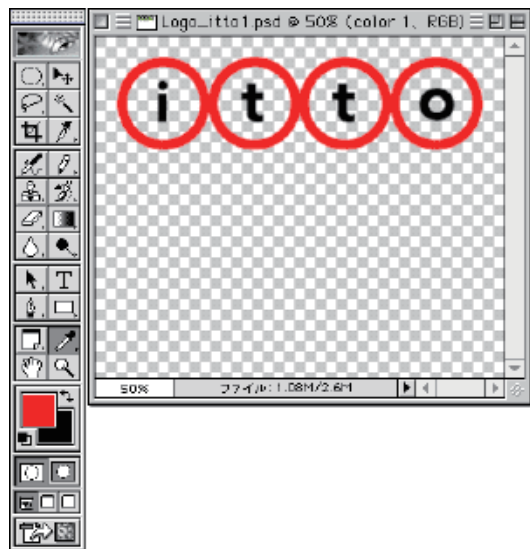 Logo_itto1.psd @ 50% (color 1、RGB)
i t t o
50% ファイル：1.08M/2.6M